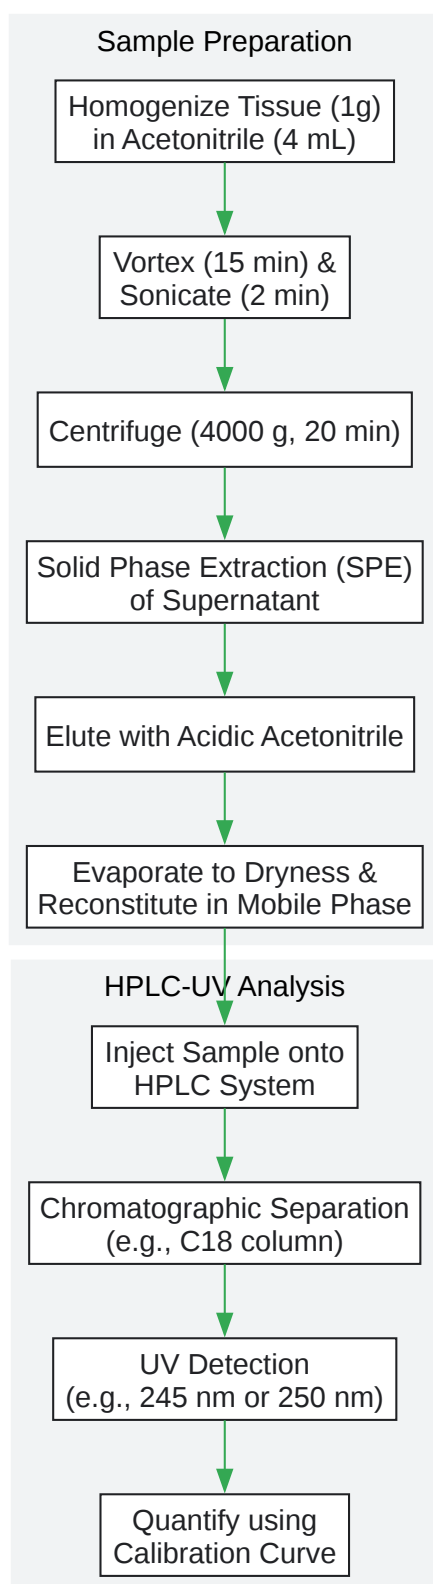 Sample Preparation
Homogenize Tissue (1g)
in Acetonitrile (4 mL)
Vortex (15 min) &
Sonicate (2 min)
Centrifuge (4000 g, 20 min)
Solid Phase Extraction (SPE)
of Supernatant
Elute with Acidic Acetonitrile
Evaporate to Dryness &
Reconstitute in Mobile Phase
HPLC-UV Analysis
Inject Sample onto
HPLC System
Chromatographic Separation
(e.g., C18 column)
UV Detection
(e.g., 245 nm or 250 nm)
Quantify using
Calibration Curve